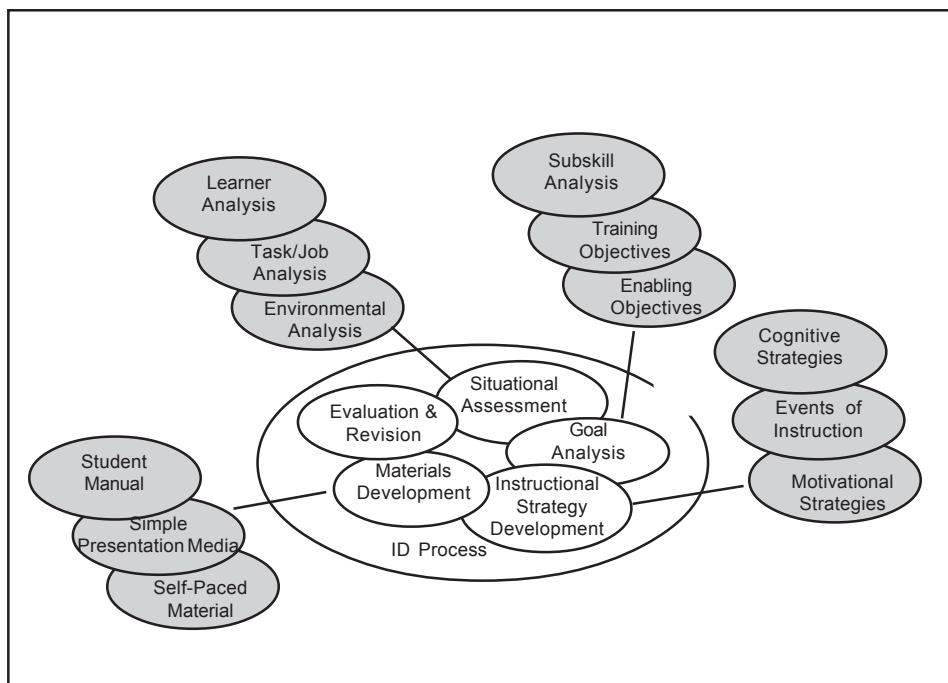 Learner
Analysis
Task/Job
Analysis
Environmental
Analysis
Subskill
Analysis
Training
Objectives
Enabling
Objectives
Cognitive
Strategies
Events of
Instruction
Motivational
Strategies
Situational
Assessment
Evaluation &
Revision
Goal
Analysis
Materials
Development
Instructional
Strategy
Development
ID Process
Student
Manual
Simple
Presentation Media
Self-Paced
Material